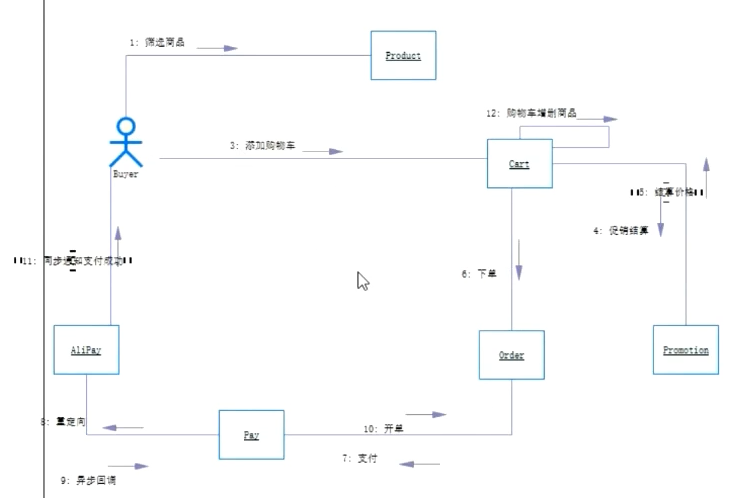 1: 筛选商品
Product
12: 购物车增删商品
3: 添加购物车
Cart
Buyer
5: 结算价格
4: 促销结算
11: 同步通知支付成功
6: 下单
AliPay
Order
Promotion
8: 重定向
10: 开单
Pay
7: 支付
9: 异步回调